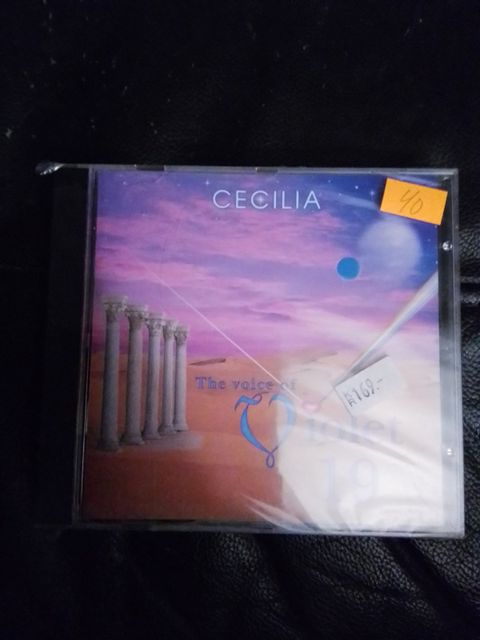 CECILIA
40
The voice of
169.-
Violet
19